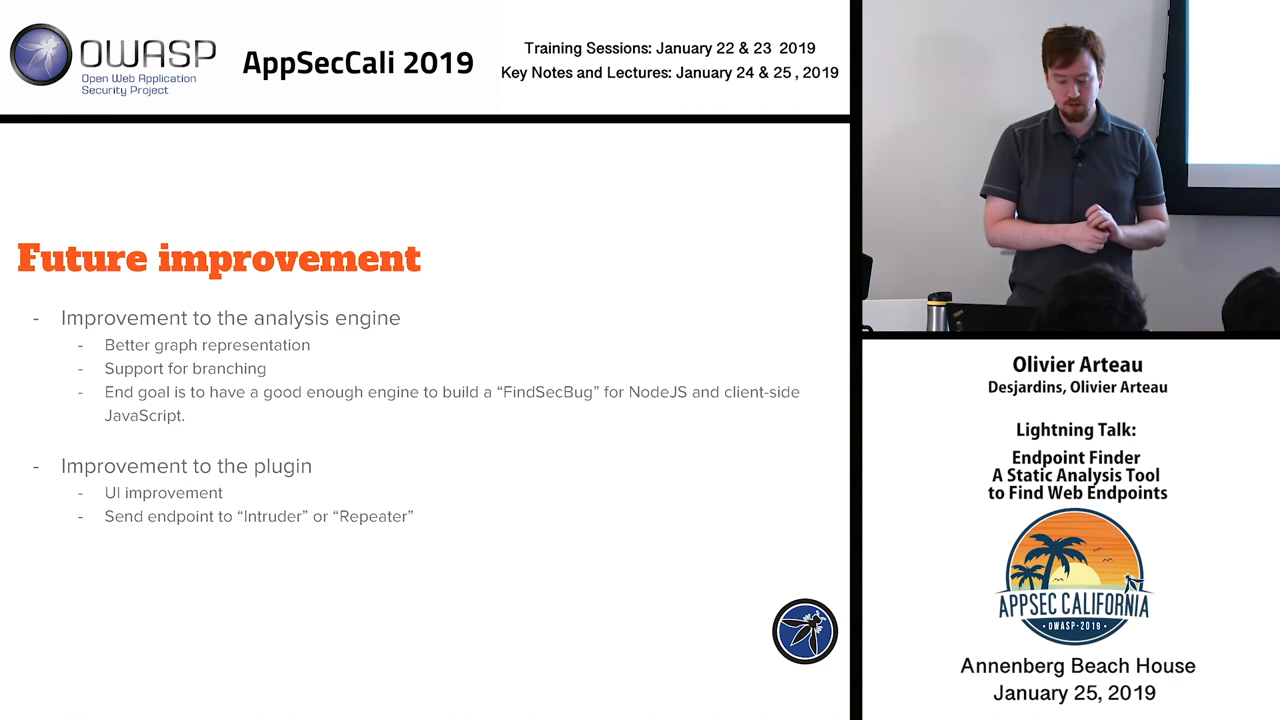 OWASP
Open Web Application
Security Project
AppSecCali 2019
Training Sessions: January 22 & 23 2019
Key Notes and Lectures: January 24 & 25 , 2019
Future improvement
- Improvement to the analysis engine
- Better graph representation
- Support for branching
- End goal is to have a good enough engine to build a “FindSecBug” for NodeJS and client-side
JavaScript.
- Improvement to the plugin
- UI improvement
- Send endpoint to “Intruder” or “Repeater”
Olivier Arteau
Desjardins, Olivier Arteau
Lightning Talk:
Endpoint Finder
A Static Analysis Tool
to Find Web Endpoints
APPSEC CALIFORNIA
• OWASP-2019 •
Annenberg Beach House
January 25, 2019